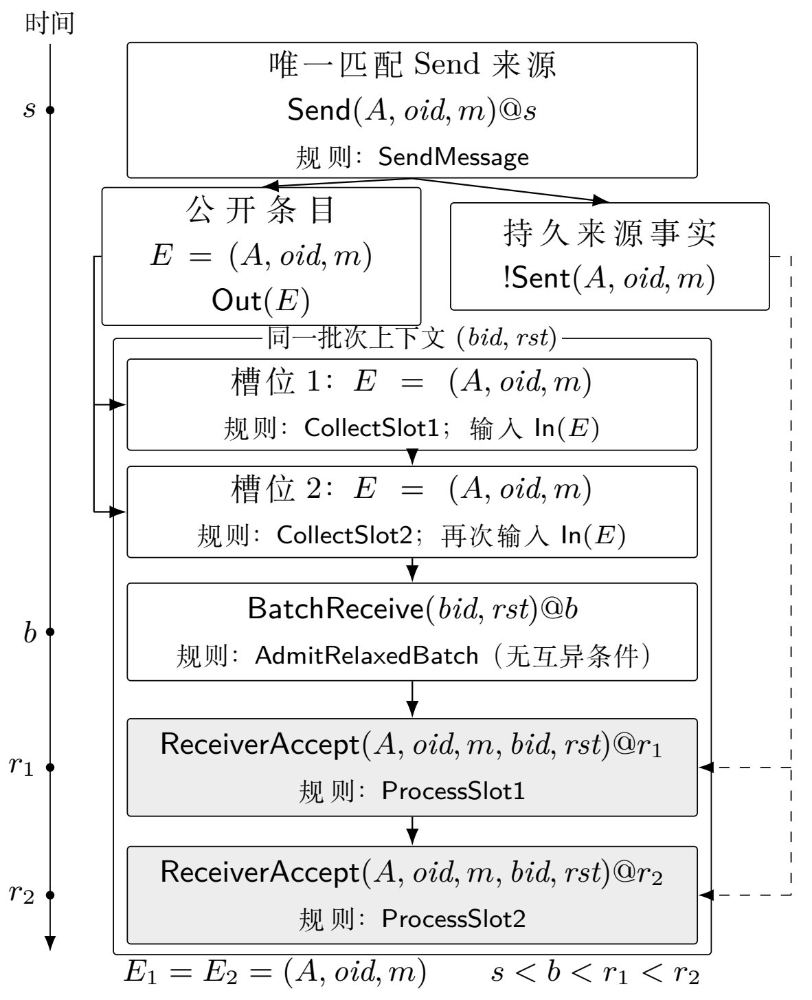 时间
唯一匹配 Send 来源
s
Send(A, oid, m)@s
规则：SendMessage
公开条目
E = (A, oid, m)
Out(E)
持久来源事实
!Sent(A, oid, m)
同一批次上下文 (bid, rst)
槽位 1：E = (A, oid, m)
规则：CollectSlot1；输入 In(E)
槽位 2：E = (A, oid, m)
规则：CollectSlot2；再次输入 In(E)
BatchReceive(bid, rst)@b
b
规则：AdmitRelaxedBatch（无互异条件）
ReceiverAccept(A, oid, m, bid, rst)@r₁
r₁
规则：ProcessSlot1
ReceiverAccept(A, oid, m, bid, rst)@r₂
r₂
规则：ProcessSlot2
E₁ = E₂ = (A, oid, m) s < b < r₁ < r₂